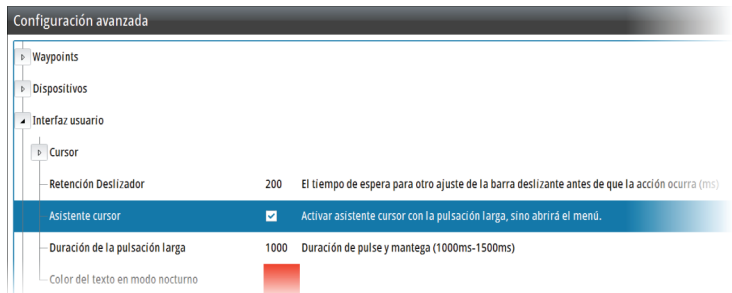 Configuración avanzada
Waypoints
Dispositivos
Interfaz usuario
Cursor
Retención Deslizador 200 El tiempo de espera para otro ajuste de la barra deslizante antes de que la acción ocurra (ms)
Asistente cursor Activar asistente cursor con la pulsación larga, sino abrirá el menú.
Duración de la pulsación larga 1000 Duración de pulse y mantega (1000ms-1500ms)
Color del texto en modo nocturno